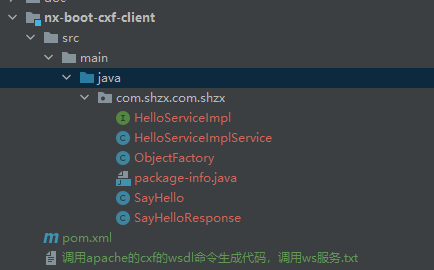 doc
nx-boot-cxf-client
src
main
java
com.shzx.com.shzx
HelloServiceImpl
HelloServiceImplService
ObjectFactory
package-info.java
SayHello
SayHelloResponse
pom.xml
调用apache的cxf的wsdl命令生成代码，调用ws服务.txt